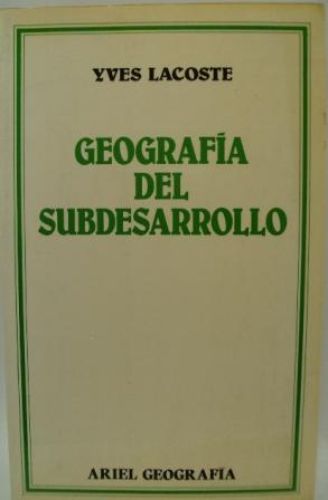 YVES LACOSTE
GEOGRAFÍA
DEL
SUBDESARROLLO
ARIEL GEOGRAFÍA